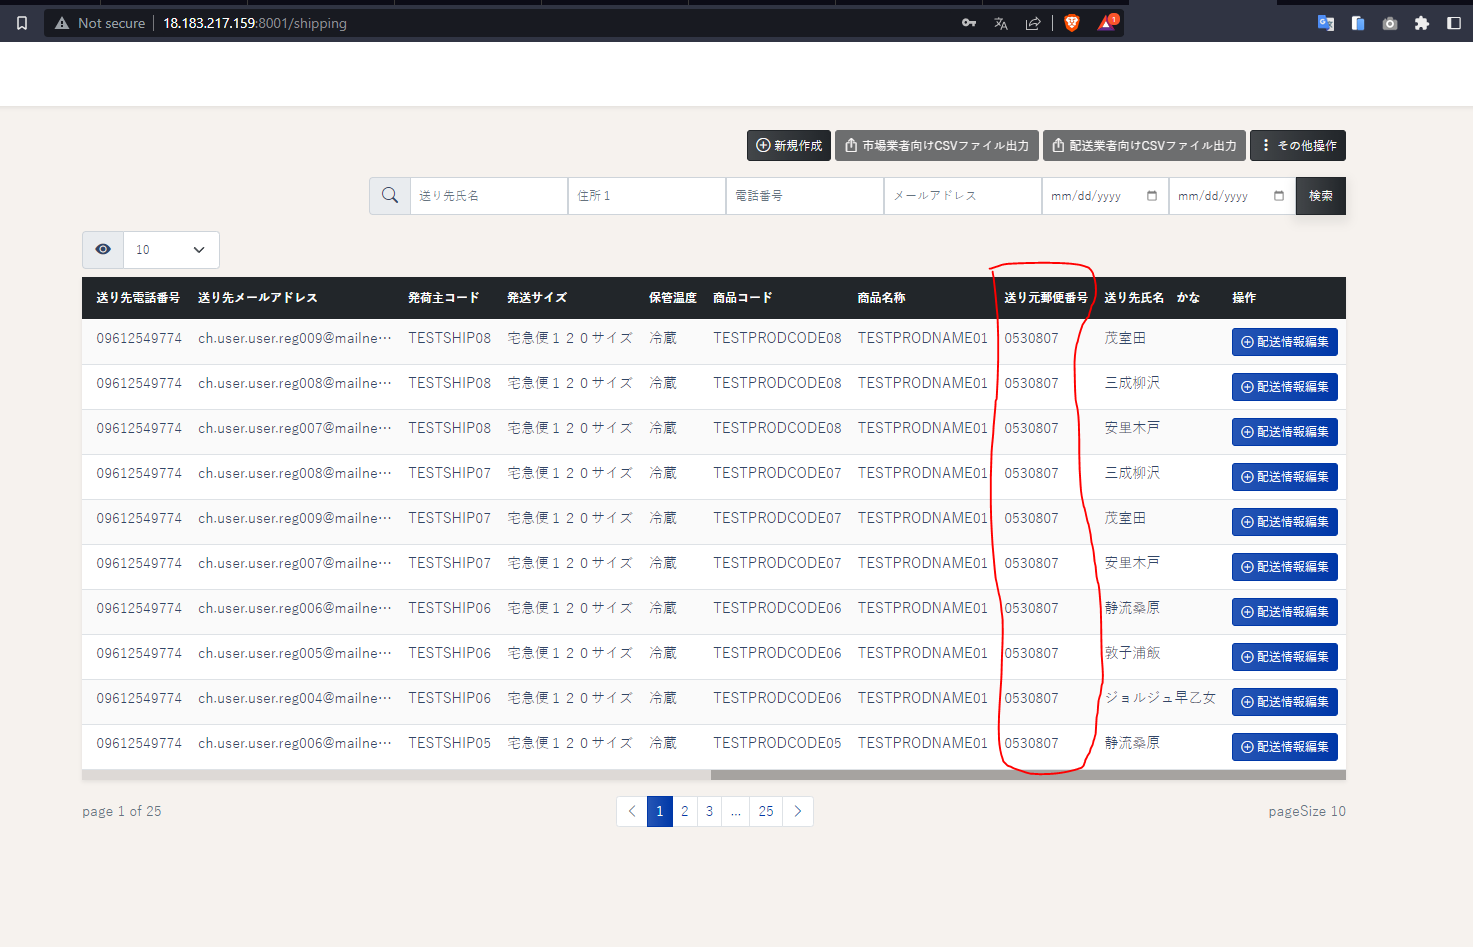 Not secure 18.183.217.159:8001/shipping 1
新規作成 市場業者向けCSVファイル出力 配送業者向けCSVファイル出力 その他操作
送り先氏名 住所１ 電話番号 メールアドレス mm/dd/yyyy mm/dd/yyyy 検索
10
送り先電話番号 送り先メールアドレス 発荷主コード 発送サイズ 保管温度 商品コード 商品名称 送り元郵便番号 送り先氏名　かな 操作
09612549774 ch.user.user.reg009@mailne… TESTSHIP08 宅急便１２０サイズ 冷蔵 TESTPRODCODE08 TESTPRODNAME01 0530807 茂室田 配送情報編集
09612549774 ch.user.user.reg008@mailne… TESTSHIP08 宅急便１２０サイズ 冷蔵 TESTPRODCODE08 TESTPRODNAME01 0530807 三成柳沢 配送情報編集
09612549774 ch.user.user.reg007@mailne… TESTSHIP08 宅急便１２０サイズ 冷蔵 TESTPRODCODE08 TESTPRODNAME01 0530807 安里木戸 配送情報編集
09612549774 ch.user.user.reg008@mailne… TESTSHIP07 宅急便１２０サイズ 冷蔵 TESTPRODCODE07 TESTPRODNAME01 0530807 三成柳沢 配送情報編集
09612549774 ch.user.user.reg009@mailne… TESTSHIP07 宅急便１２０サイズ 冷蔵 TESTPRODCODE07 TESTPRODNAME01 0530807 茂室田 配送情報編集
09612549774 ch.user.user.reg007@mailne… TESTSHIP07 宅急便１２０サイズ 冷蔵 TESTPRODCODE07 TESTPRODNAME01 0530807 安里木戸 配送情報編集
09612549774 ch.user.user.reg006@mailne… TESTSHIP06 宅急便１２０サイズ 冷蔵 TESTPRODCODE06 TESTPRODNAME01 0530807 静流桑原 配送情報編集
09612549774 ch.user.user.reg005@mailne… TESTSHIP06 宅急便１２０サイズ 冷蔵 TESTPRODCODE06 TESTPRODNAME01 0530807 敦子浦飯 配送情報編集
09612549774 ch.user.user.reg004@mailne… TESTSHIP06 宅急便１２０サイズ 冷蔵 TESTPRODCODE06 TESTPRODNAME01 0530807 ジョルジュ早乙女 配送情報編集
09612549774 ch.user.user.reg006@mailne… TESTSHIP05 宅急便１２０サイズ 冷蔵 TESTPRODCODE05 TESTPRODNAME01 0530807 静流桑原 配送情報編集
page 1 of 25 < 1 2 3 ... 25 > pageSize 10